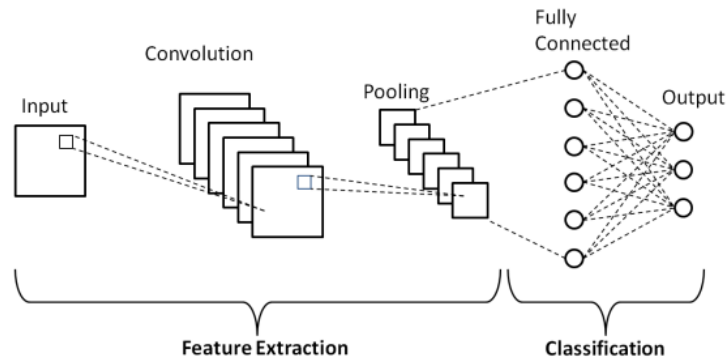 Fully
Connected
Convolution
Pooling
Input
Output
Feature Extraction
Classification